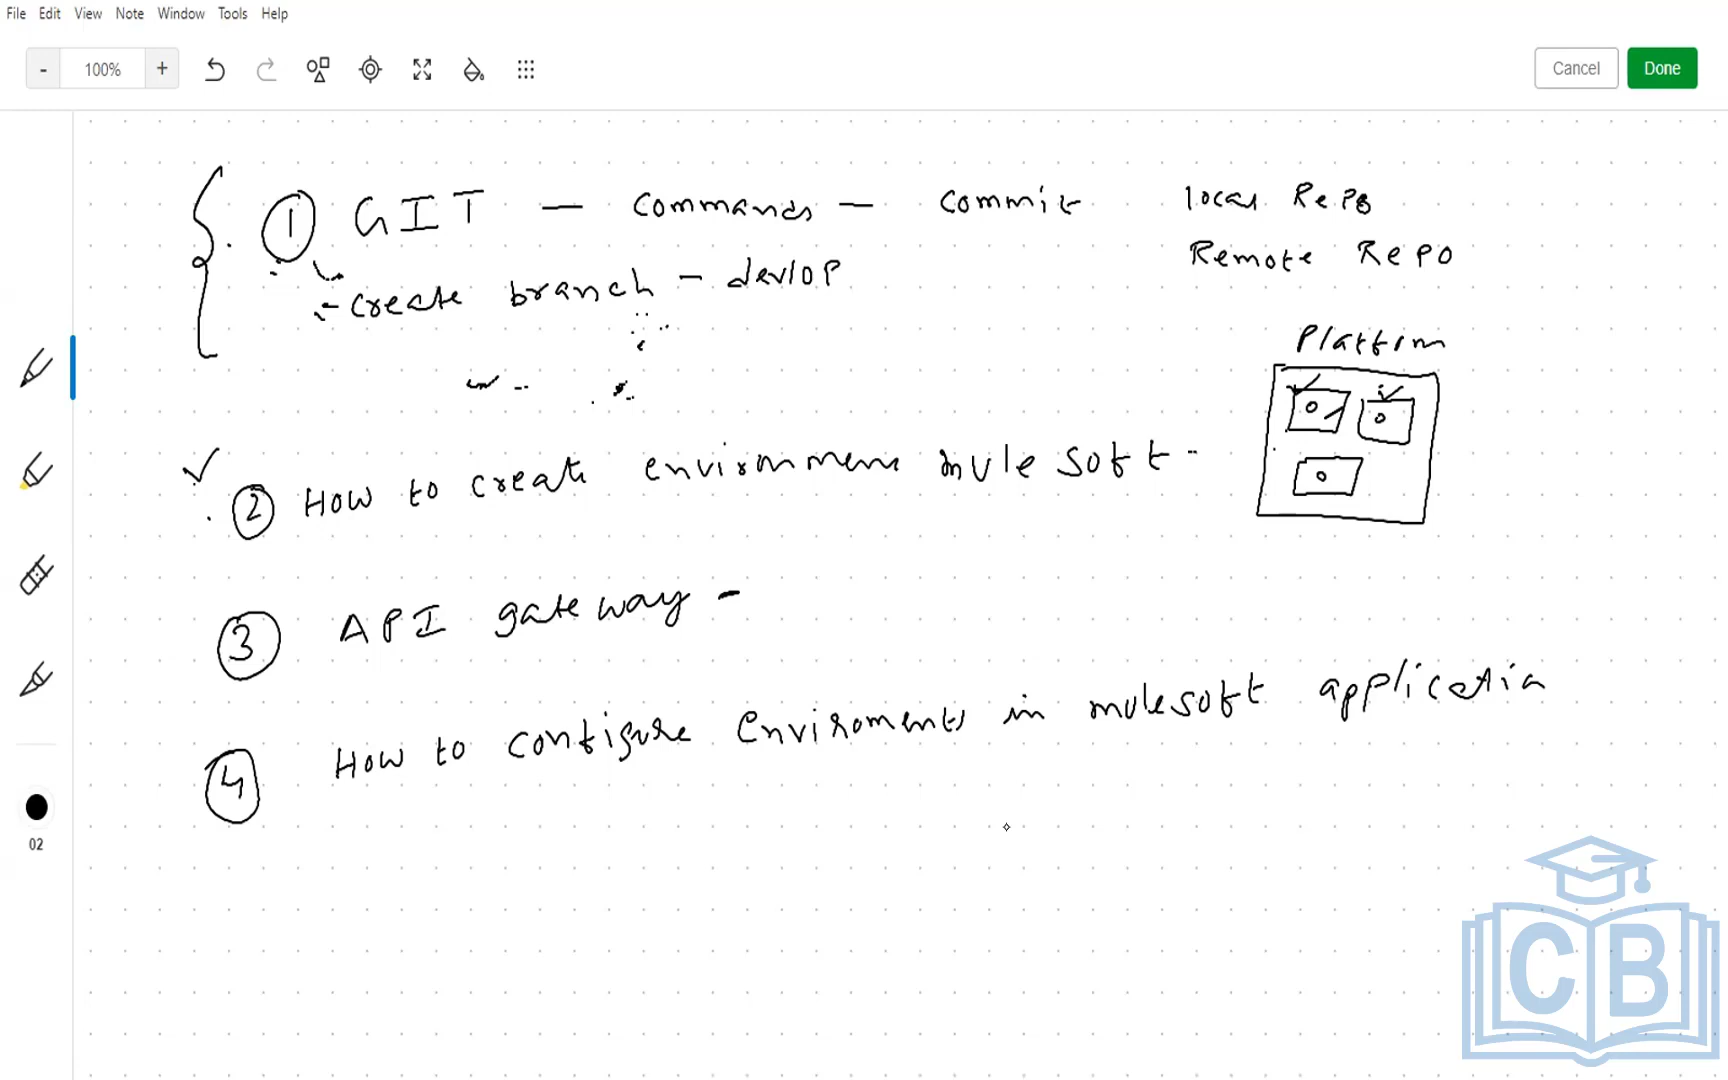 File Edit View Note Window Tools Help
- 100% + Cancel Done
1 GIT — Commands — Commit local Repo
Remote Repo
- Create branch - devlop
Platform
2 How to create environment mule soft -
3 API gateway -
4 How to configure Enviroments in mulesoft application
02
CB